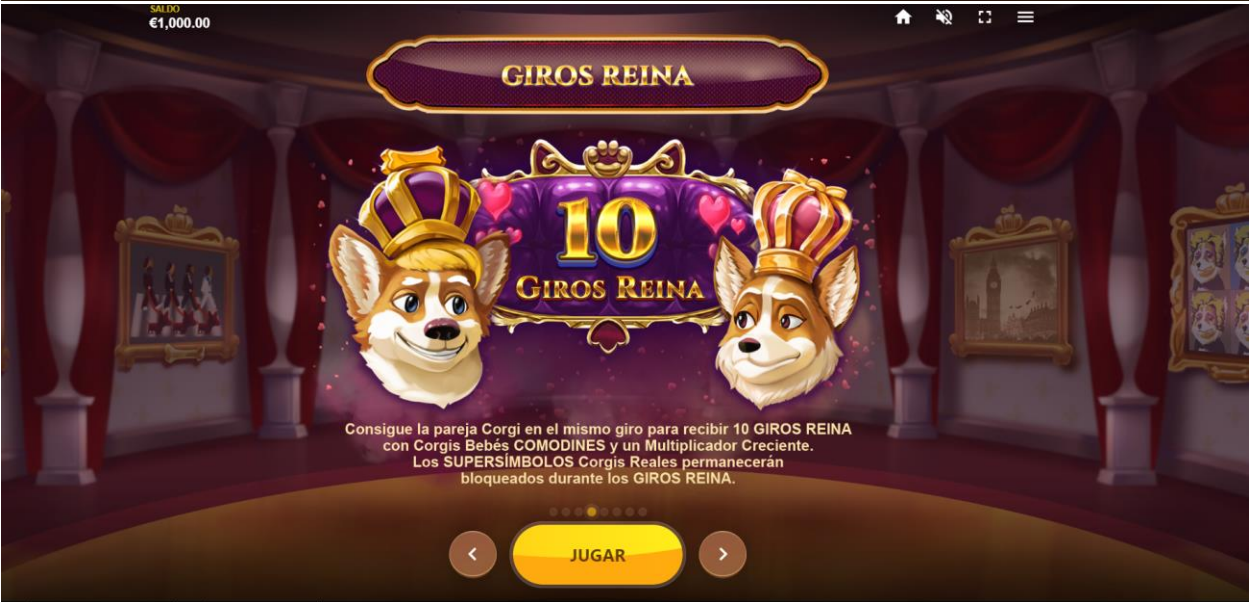 SALDO
€1,000.00
GIROS REINA
10
GIROS REINA
Consigue la pareja Corgi en el mismo giro para recibir 10 GIROS REINA
con Corgis Bebés COMODINES y un Multiplicador Creciente.
Los SUPERSÍMBOLOS Corgis Reales permanecerán
bloqueados durante los GIROS REINA.
JUGAR